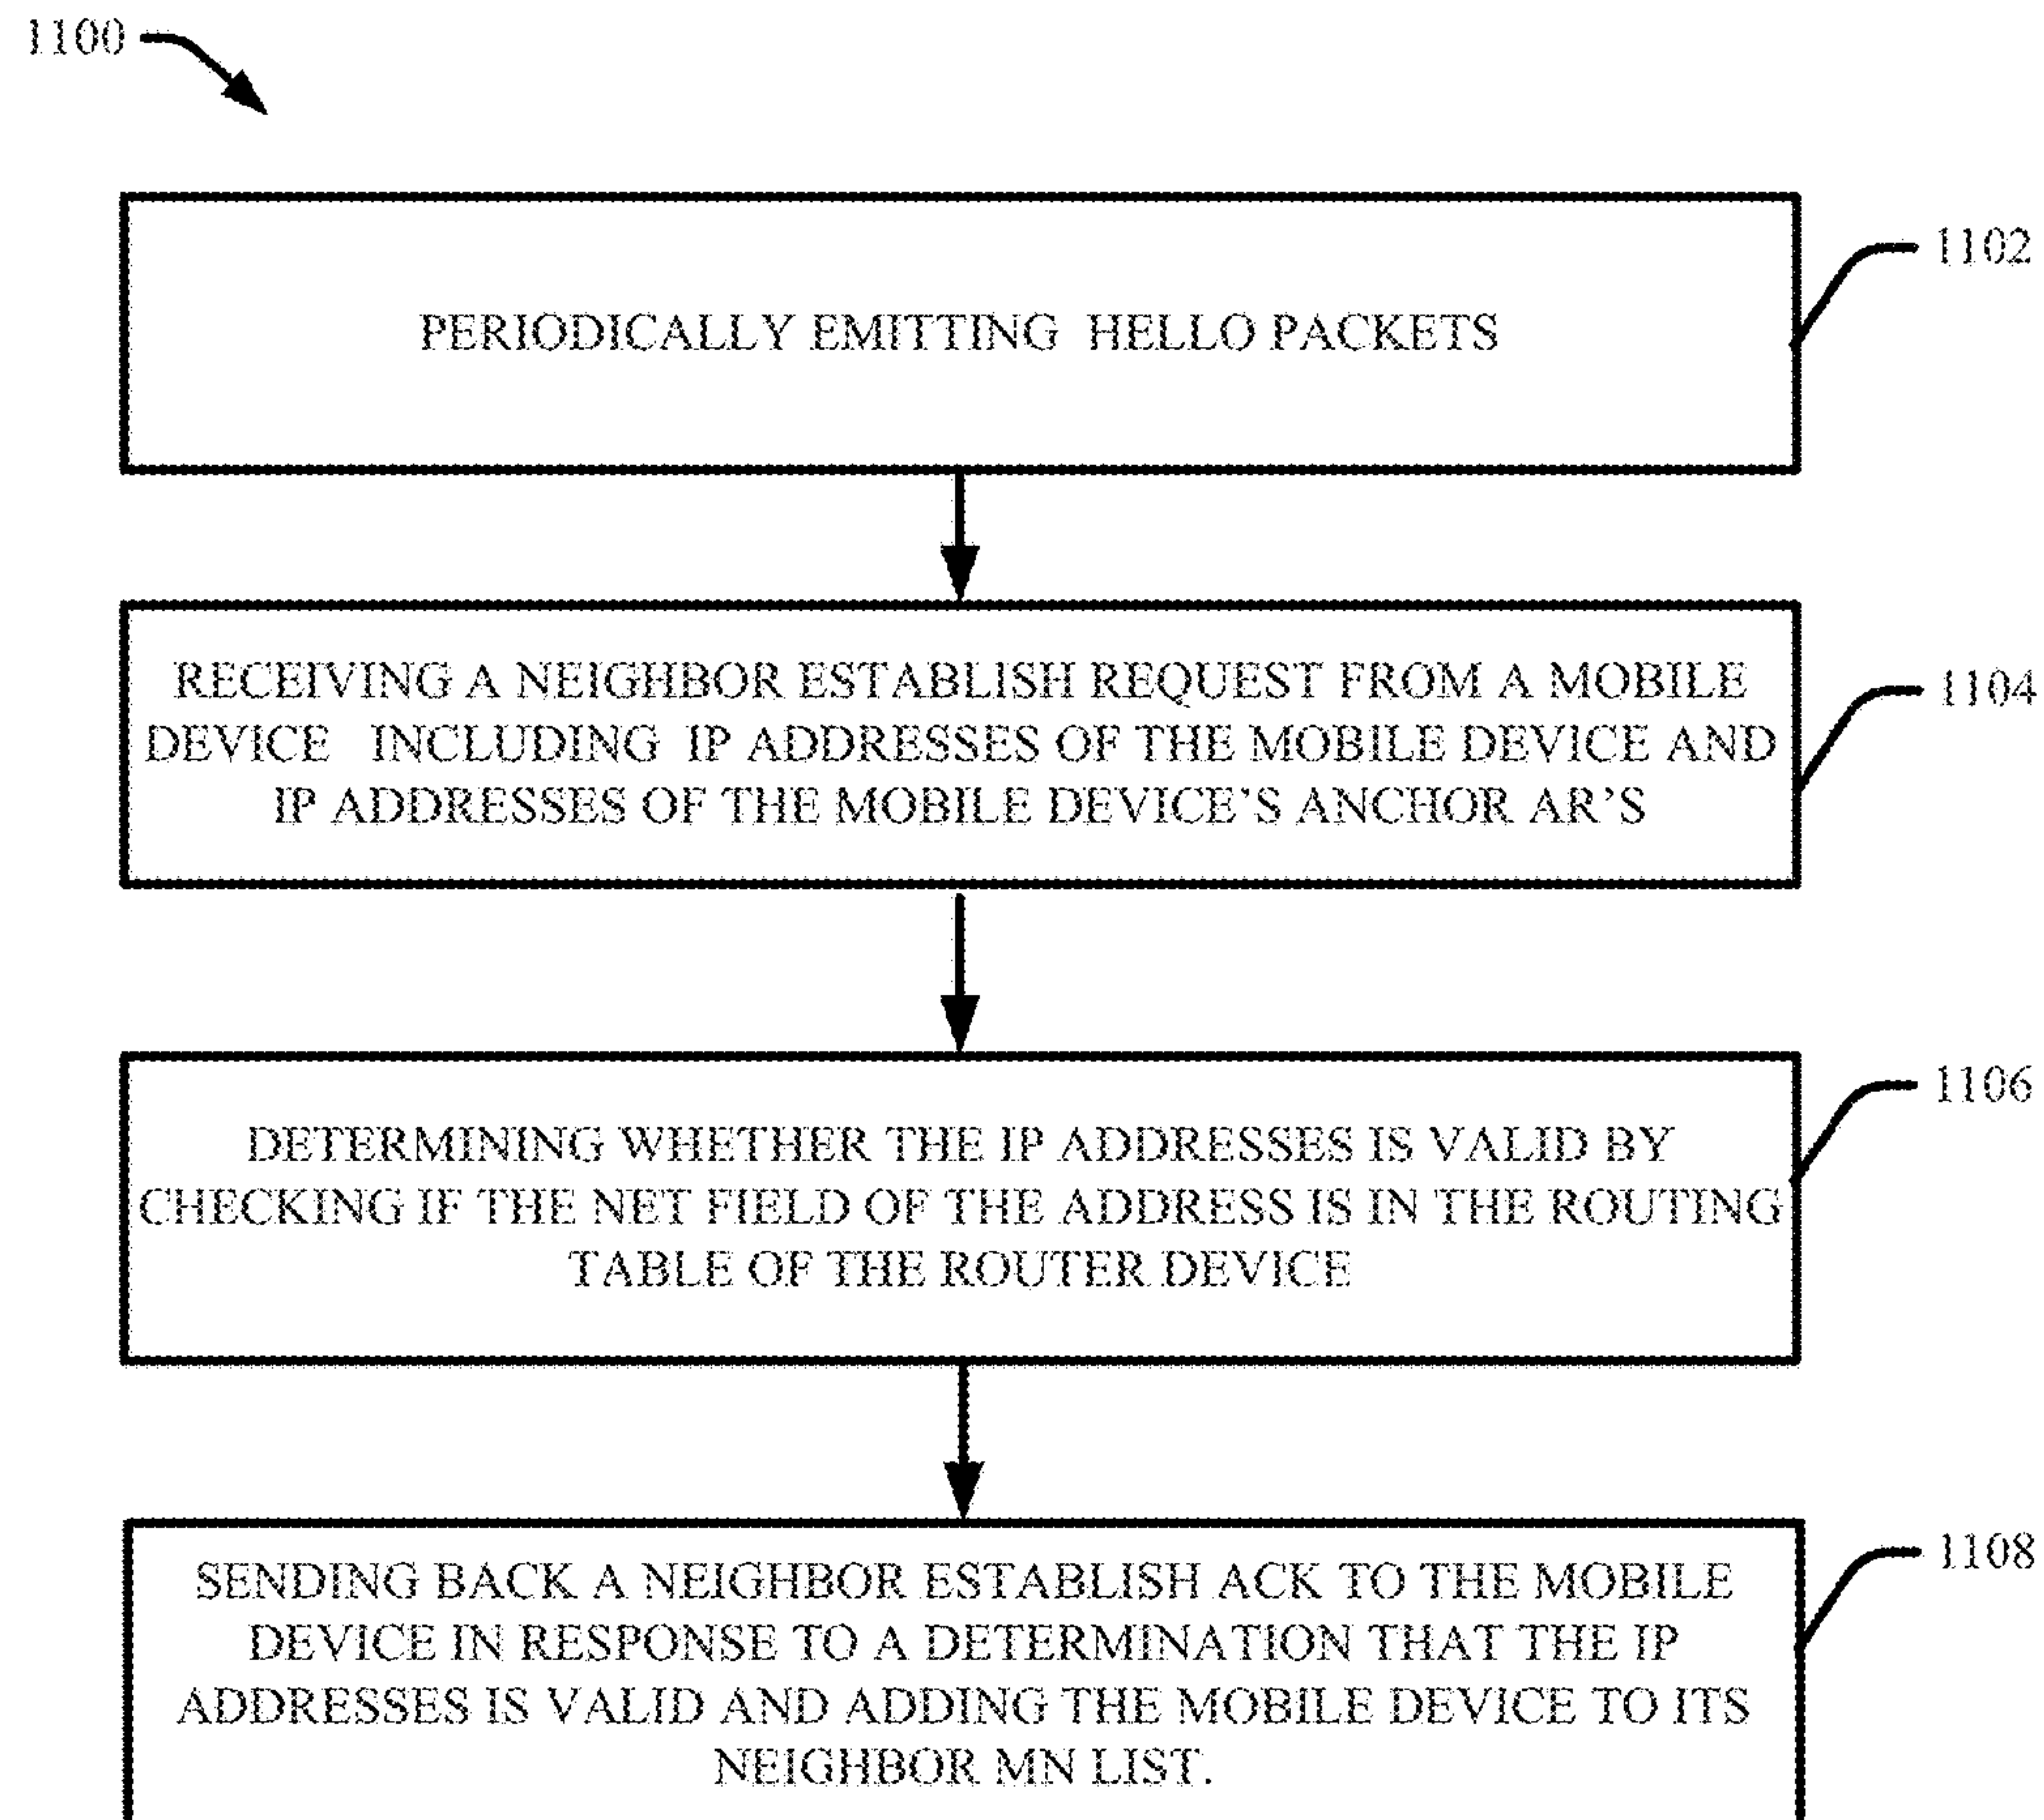 1100
1102
PERIODICALLY EMITTING HELLO PACKETS
RECEIVING A NEIGHBOR ESTABLISH REQUEST FROM A MOBILE
1104
DEVICE INCLUDING IP ADDRESSES OF THE MOBILE DEVICE AND
IP ADDRESSES OF THE MOBILE DEVICE'S ANCHOR AR'S
1106
DETERMINING WHETHER THE IP ADDRESSES IS VALID BY
CHECKING IF THE NET FIELD OF THE ADDRESS IS IN THE ROUTING
TABLE OF THE ROUTER DEVICE
1108
SENDING BACK A NEIGHBOR ESTABLISH ACK TO THE MOBILE
DEVICE IN RESPONSE TO A DETERMINATION THAT THE IP
ADDRESSES IS VALID AND ADDING THE MOBILE DEVICE TO ITS
NEIGHBOR MN LIST.